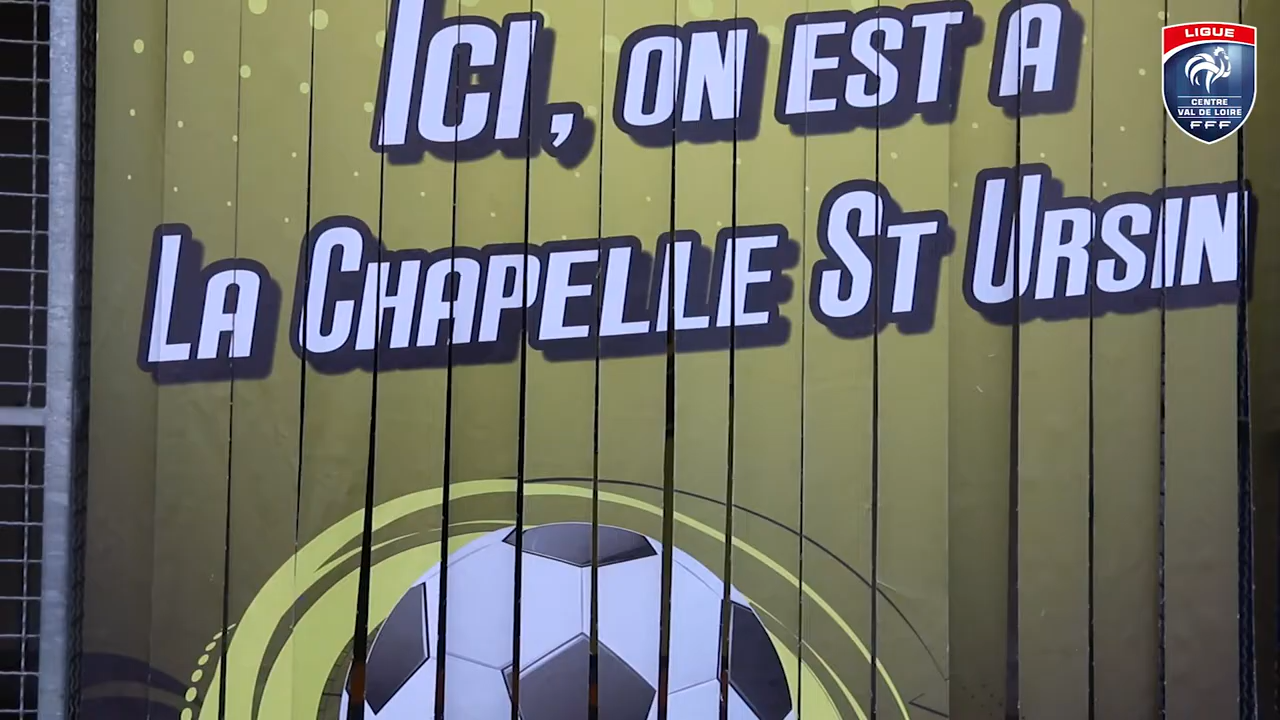 ICI, ON EST A
LA CHAPELLE ST URSIN
LIGUE
CENTRE
VAL DE LOIRE
FFF